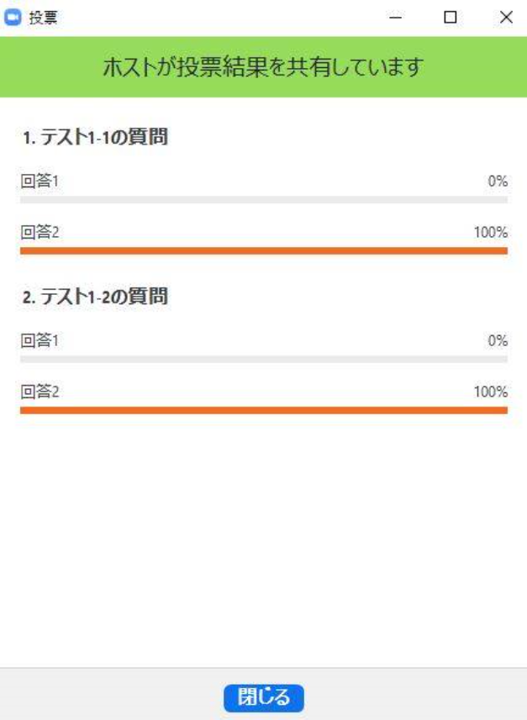 投票
ホストが投票結果を共有しています
1. テスト1-1の質問
回答1 0%
回答2 100%
2. テスト1-2の質問
回答1 0%
回答2 100%
閉じる